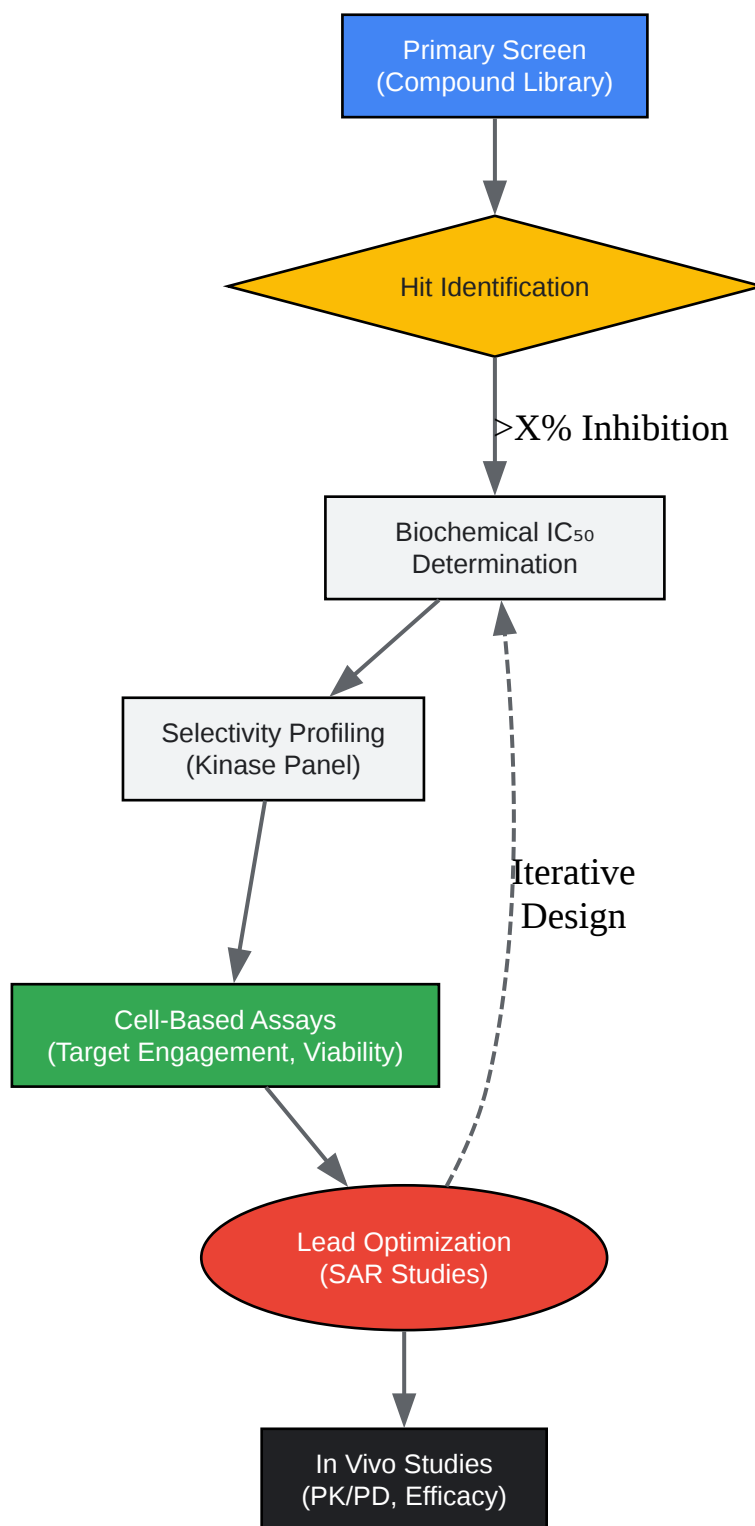 Primary Screen
(Compound Library)
Hit Identification
>X% Inhibition
Biochemical IC₅₀
Determination
Selectivity Profiling
(Kinase Panel)
Iterative
Design
Cell-Based Assays
(Target Engagement, Viability)
Lead Optimization
(SAR Studies)
In Vivo Studies
(PK/PD, Efficacy)